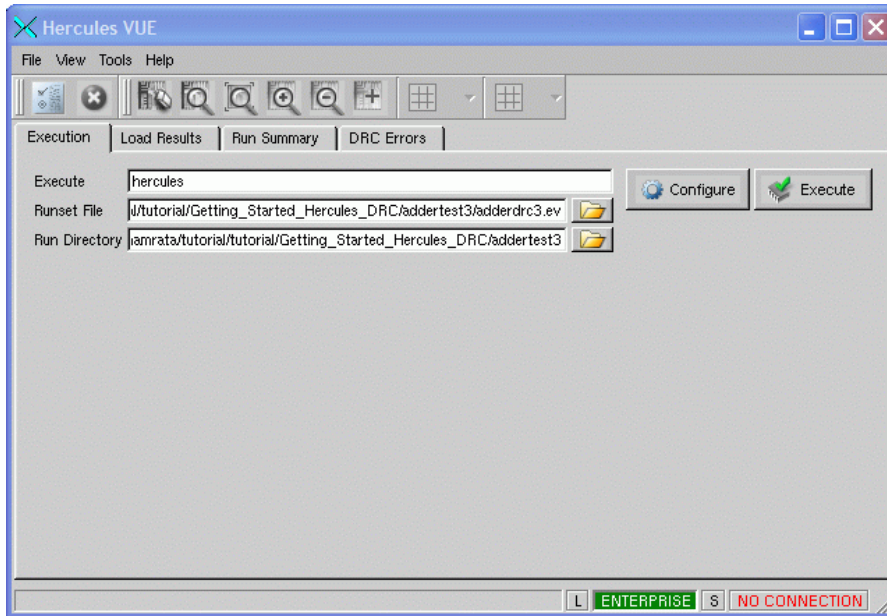 Hercules VUE
File View Tools Help
Execution Load Results Run Summary DRC Errors
Execute hercules Configure Execute
Runset File l/tutorial/Getting_Started_Hercules_DRC/addertest3/adderdrc3.ev
Run Directory amrata/tutorial/tutorial/Getting_Started_Hercules_DRC/addertest3
L ENTERPRISE S NO CONNECTION